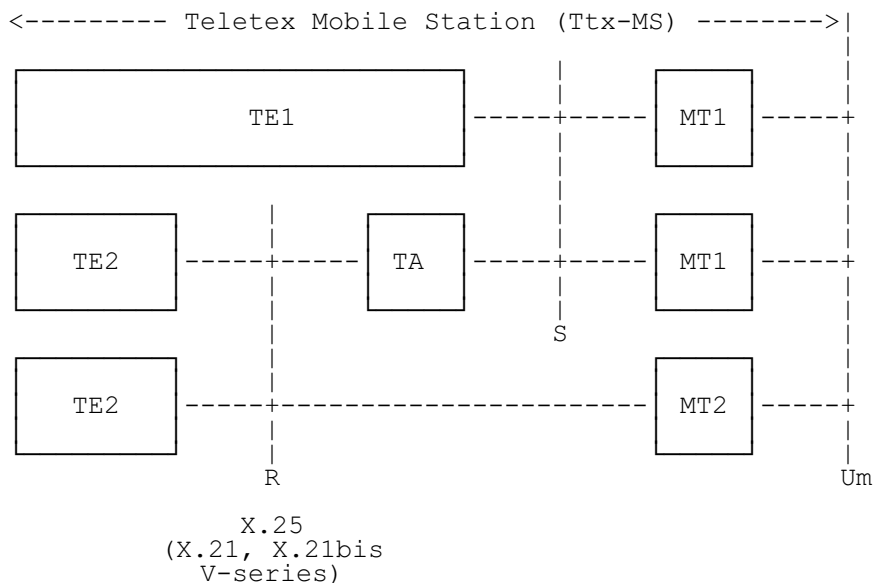 <--------- Teletex Mobile Station (Ttx-MS) -------->
TE1 MT1
TE2 TA MT1
S
TE2 MT2
R Um
X.25
(X.21, X.21bis
V-series)